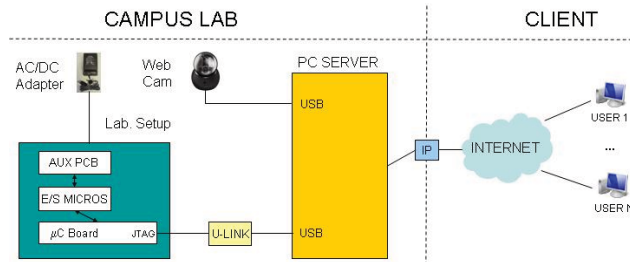 CAMPUS LAB
CLIENT
AC/DC
Adapter
Web
Cam
PC SERVER
Lab. Setup
USB
USER 1
AUX PCB
IP
INTERNET
...
E/S MICROS
µC Board
JTAG
U-LINK
USB
USER N